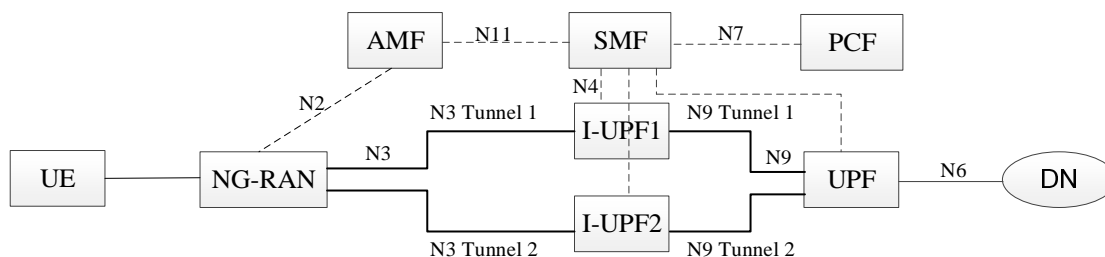 AMF
N11
SMF
N7
PCF
N2
N4
N3 Tunnel 1
I-UPF1
N9 Tunnel 1
UE
NG-RAN
N3
N9
UPF
N6
DN
N3 Tunnel 2
I-UPF2
N9 Tunnel 2